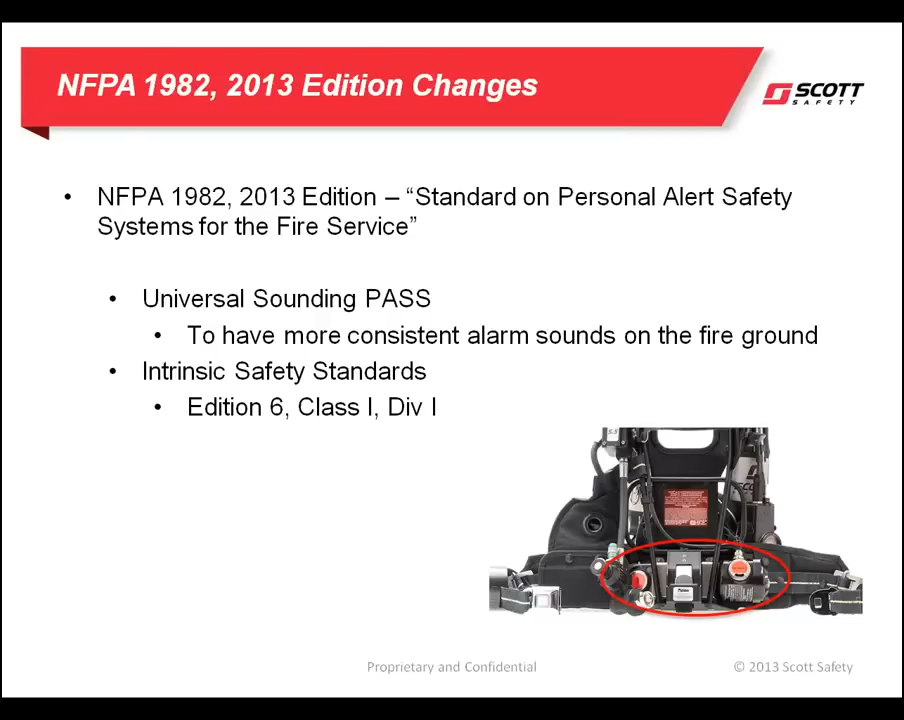 NFPA 1982, 2013 Edition Changes
SCOTT
SAFETY
• NFPA 1982, 2013 Edition – “Standard on Personal Alert Safety
Systems for the Fire Service”
• Universal Sounding PASS
• To have more consistent alarm sounds on the fire ground
• Intrinsic Safety Standards
• Edition 6, Class I, Div I
5.5
Proprietary and Confidential
© 2013 Scott Safety